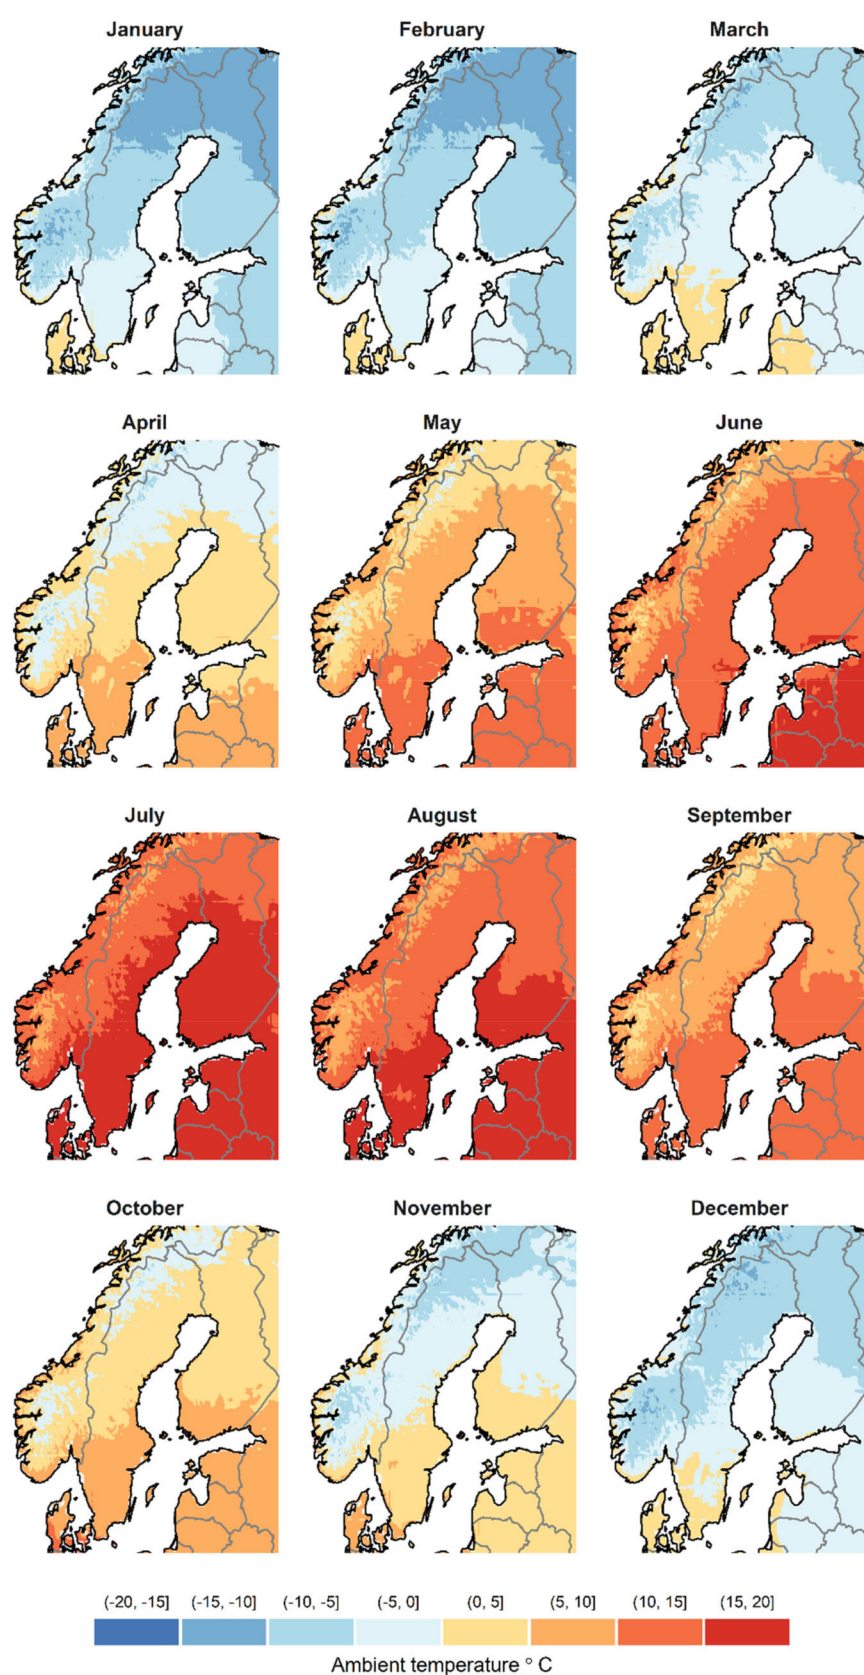 January February March
April May June
July August September
October November December
(-20, -15] (-15, -10] (-10, -5] (-5, 0] (0, 5] (5, 10] (10, 15] (15, 20]
Ambient temperature ° C